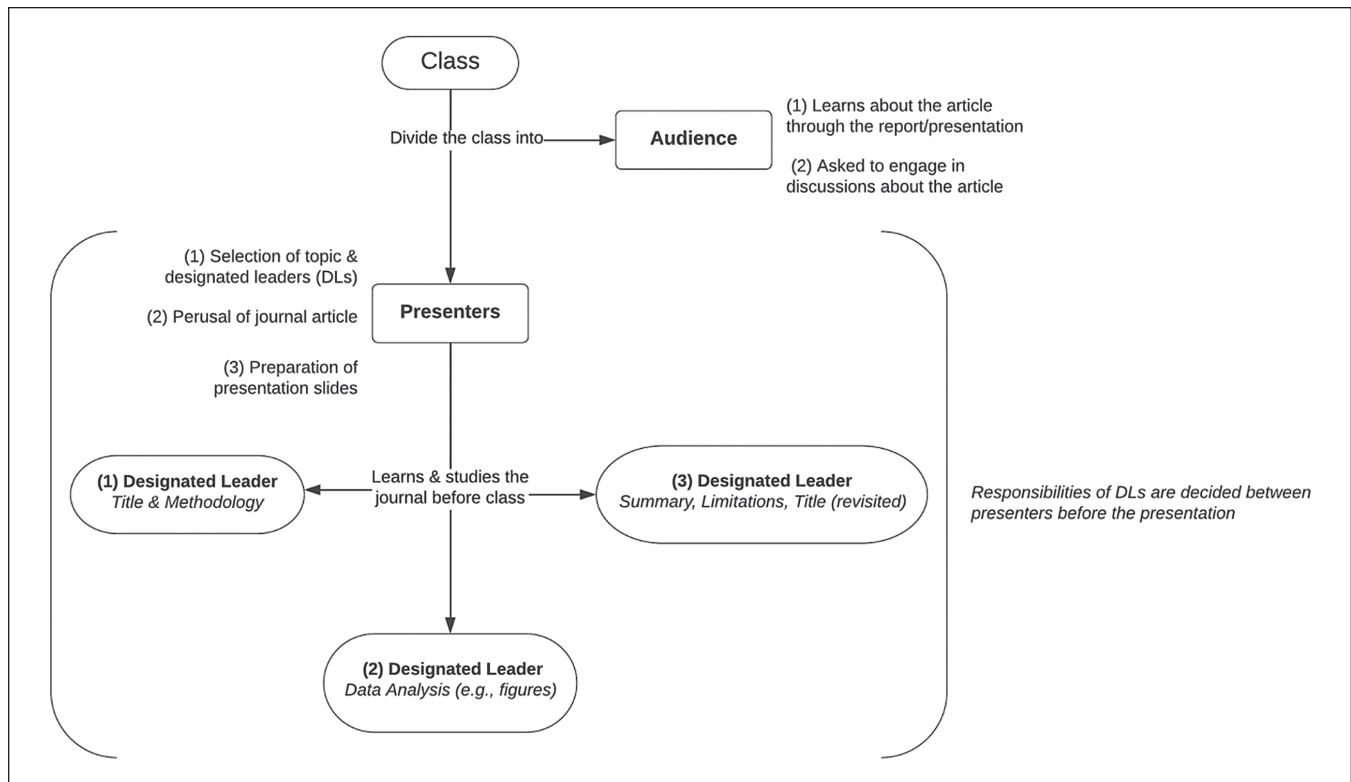 Class
Divide the class into
Audience
(1) Learns about the article
through the report/presentation
(2) Asked to engage in
discussions about the article
(1) Selection of topic &
designated leaders (DLs)
(2) Perusal of journal article
(3) Preparation of
presentation slides
Presenters
Learns & studies the
journal before class
(1) Designated Leader
Title & Methodology
(3) Designated Leader
Summary, Limitations, Title (revisited)
(2) Designated Leader
Data Analysis (e.g., figures)
Responsibilities of DLs are decided between
presenters before the presentation